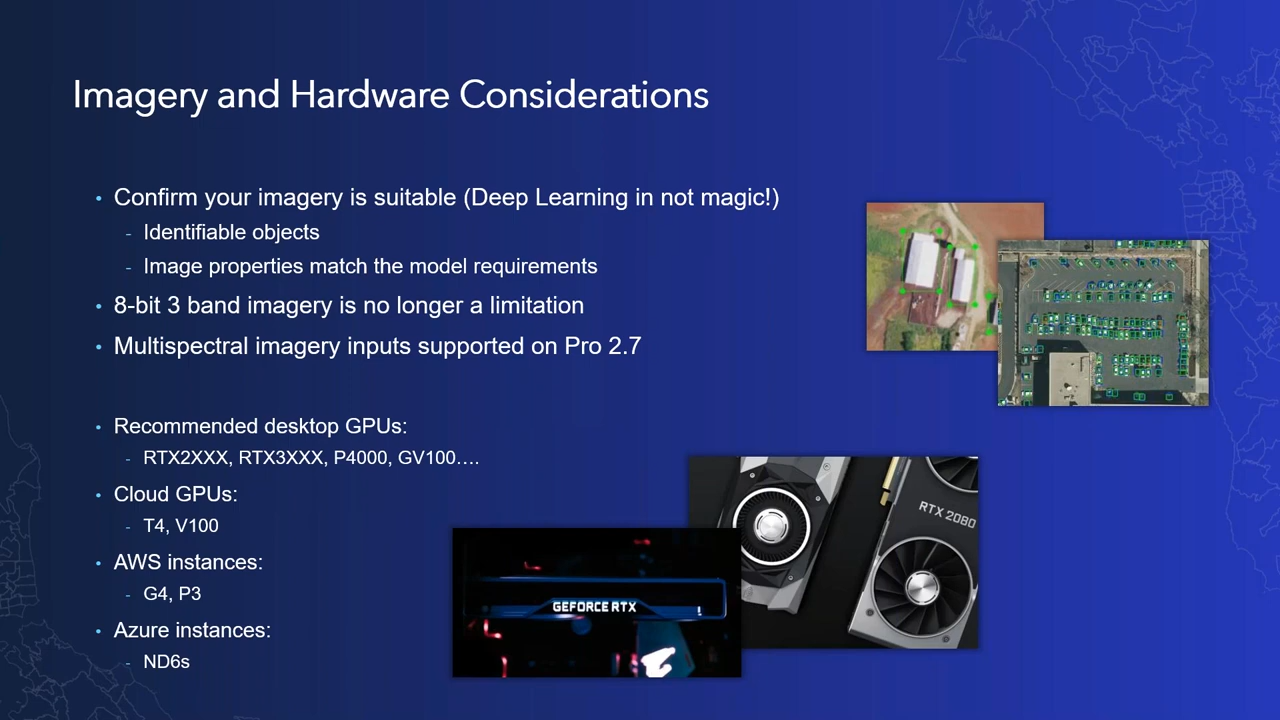 Imagery and Hardware Considerations
Confirm your imagery is suitable (Deep Learning in not magic!)
- Identifiable objects
- Image properties match the model requirements
8-bit 3 band imagery is no longer a limitation
Multispectral imagery inputs supported on Pro 2.7
Recommended desktop GPUs:
- RTX2XXX, RTX3XXX, P4000, GV100....
Cloud GPUs:
- T4, V100
AWS instances:
- G4, P3
Azure instances:
- ND6s
RTX 2080
GEFORCE RTX